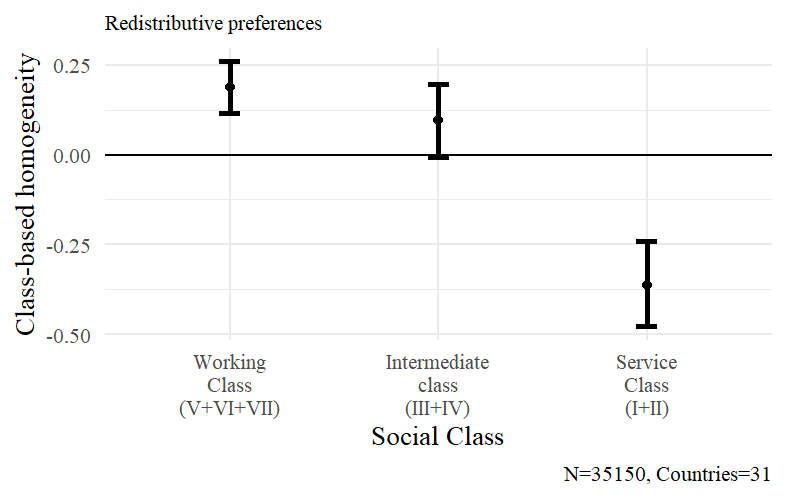 Redistributive preferences
Class-based homogeneity
0.25
0.00
-0.25
-0.50
Working
Class
(V+VI+VII)
Intermediate
class
(III+IV)
Service
Class
(I+II)
Social Class
N=35150, Countries=31